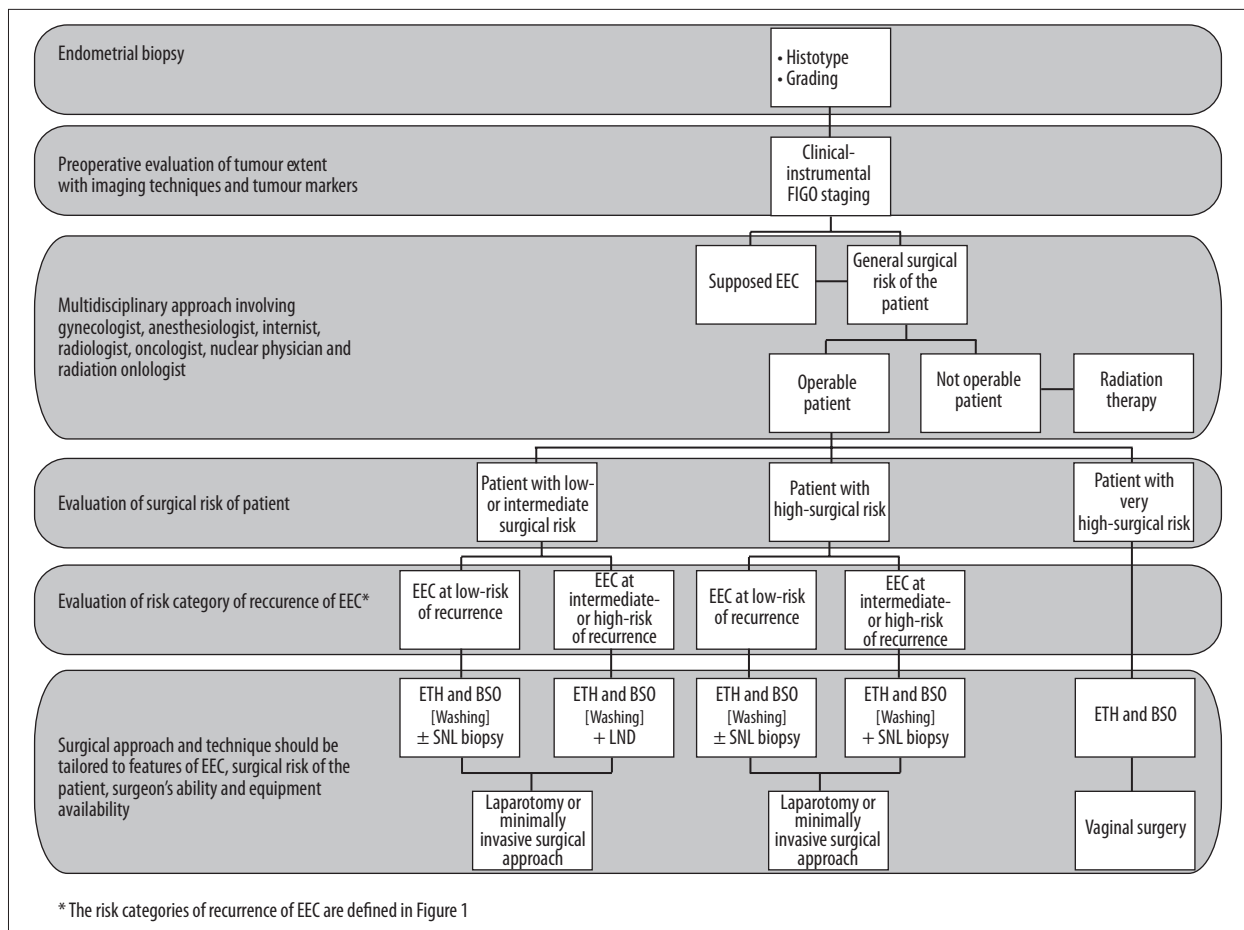 Endometrial biopsy
• Histotype
• Grading
Preoperative evaluation of tumour extent
with imaging techniques and tumour markers
Clinical-
instrumental
FIGO staging
Multidisciplinary approach involving
gynecologist, anesthesiologist, internist,
radiologist, oncologist, nuclear physician and
radiation onlologist
Supposed EEC
General surgical
risk of the
patient
Operable
patient
Not operable
patient
Radiation
therapy
Evaluation of surgical risk of patient
Patient with low-
or intermediate
surgical risk
Patient with
high-surgical risk
Patient with
very
high-surgical risk
Evaluation of risk category of reccurence of EEC*
EEC at low-risk
of recurrence
EEC at
intermediate-
or high-risk
of recurrence
EEC at low-risk
of recurrence
EEC at
intermediate-
or high-risk
of recurrence
Surgical approach and technique should be
tailored to features of EEC, surgical risk of the
patient, surgeon's ability and equipment
availability
ETH and BSO
[Washing]
± SNL biopsy
ETH and BSO
[Washing]
+ LND
ETH and BSO
[Washing]
± SNL biopsy
ETH and BSO
[Washing]
+ SNL biopsy
ETH and BSO
Laparotomy or
minimally
invasive surgical
approach
Laparotomy or
minimally
invasive surgical
approach
Vaginal surgery
* The risk categories of recurrence of EEC are defined in Figure 1